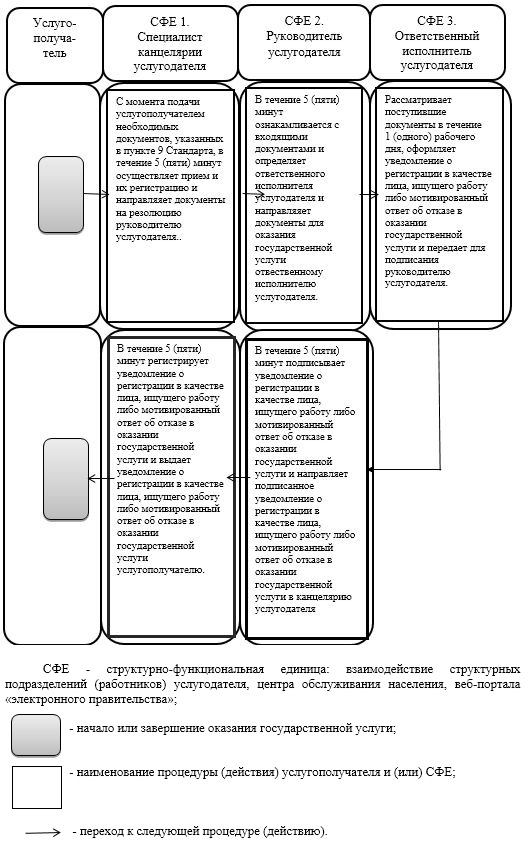 Услуго-
получа-
тель
СФЕ 1.
Специалист
канцелярии
услугодателя
СФЕ 2.
Руководитель
услугодателя
СФЕ 3.
Ответственный
исполнитель
услугодателя
С момента подачи
услугополучателем
необходимых
документов, указанных
в пункте 9 Стандарта, в
течение 5 (пяти) минут
осуществляет прием и
их регистрацию и
направляет документы
на резолюцию
руководителю
услугодателя..
В течение 5 (пяти)
минут
ознакамливается с
входящими
документами и
определяет
ответственного
исполнителя
услугодателя и
направляет
документы для
оказания
государственной
услуги
отвественному
исполнителю
услугодателя.
Рассматривает
поступившие
документы в течение
1 (одного) рабочего
дня, оформляет
уведомление о
регистрации в качестве
лица, ищущего работу
либо мотивированный
ответ об отказе в
оказании
государственной
услуги и передает для
подписания
руководителю
услугодателя.
В течение 5 (пяти)
минут регистрирует
уведомление о
регистрации в качестве
лица, ищущего работу
либо мотивированный
ответ об отказе в
оказании
государственной
услуги и выдает
уведомление о
регистрации в качестве
лица, ищущего работу
либо мотивированный
ответ об отказе в
оказании
государственной
услуги
услугополучателю.
В течение 5 (пяти)
минут подписывает
уведомление о
регистрации в
качестве лица,
ищущего работу либо
мотивированный
ответ об отказе в
оказании
государственной
услуги и направляет
подписанное
уведомление о
регистрации в
качестве лица,
ищущего работу либо
мотивированный
ответ об отказе в
оказании
государственной
услуги в канцелярию
услугодателя
СФЕ - структурно-функциональная единица: взаимодействие структурных
подразделений (работников) услугодателя, центра обслуживания населения, веб-портала
«электронного правительства»;
- начало или завершение оказания государственной услуги;
- наименование процедуры (действия) услугополучателя и (или) СФЕ;
- переход к следующей процедуре (действию).